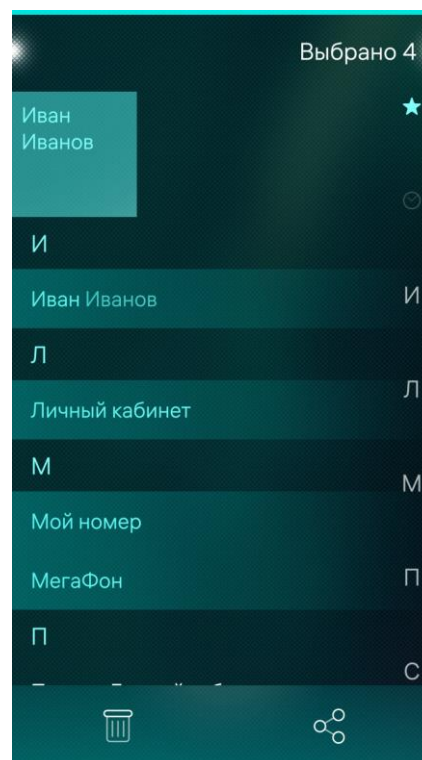 Выбрано 4
Иван
Иванов
И
Иван Иванов
И
Л
Л
Личный кабинет
М
М
Мой номер
МегаФон
П
П
С